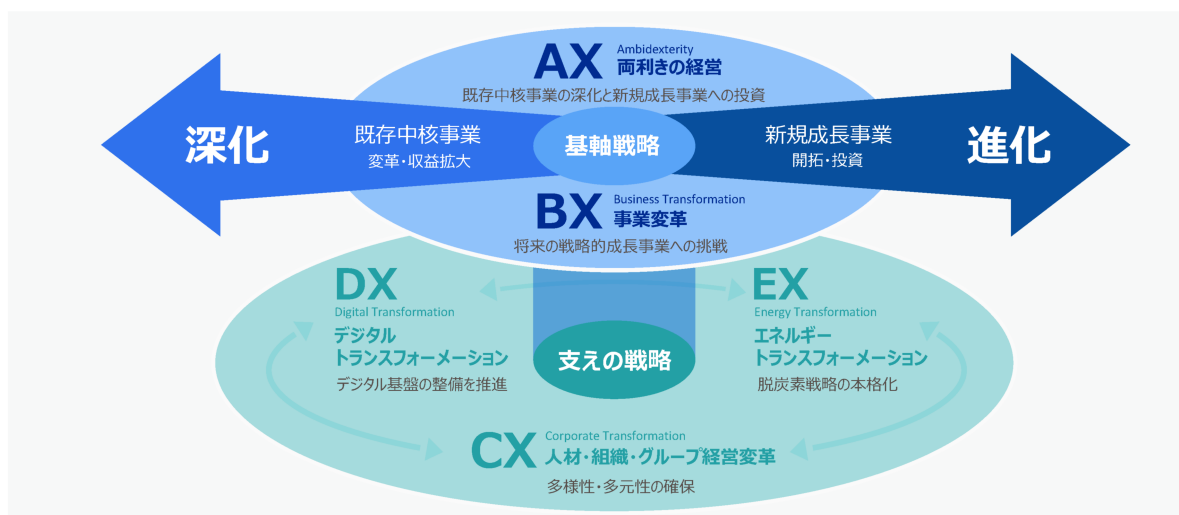 AX
Ambidexterity
両利きの経営
既存中核事業の深化と新規成長事業への投資
深化
既存中核事業
変革・収益拡大
基軸戦略
新規成長事業
開拓・投資
進化
BX
Business Transformation
事業変革
将来の戦略的成長事業への挑戦
DX
Digital Transformation
デジタル
トランスフォーメーション
デジタル基盤の整備を推進
支えの戦略
EX
Energy Transformation
エネルギー
トランスフォーメーション
脱炭素戦略の本格化
CX
Corporate Transformation
人材・組織・グループ経営変革
多様性・多元性の確保